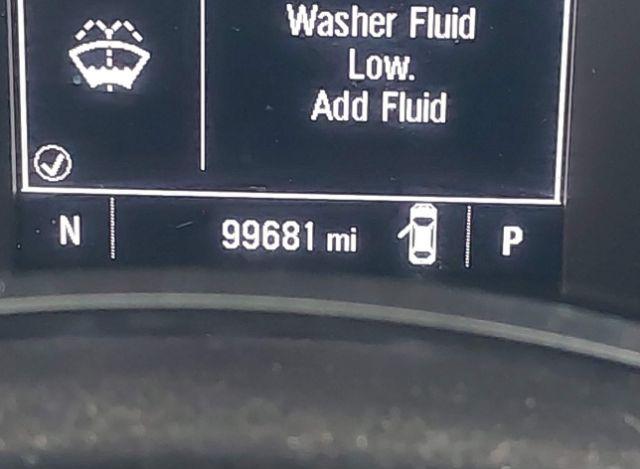 Washer Fluid
Low.
Add Fluid
N 99681 mi P